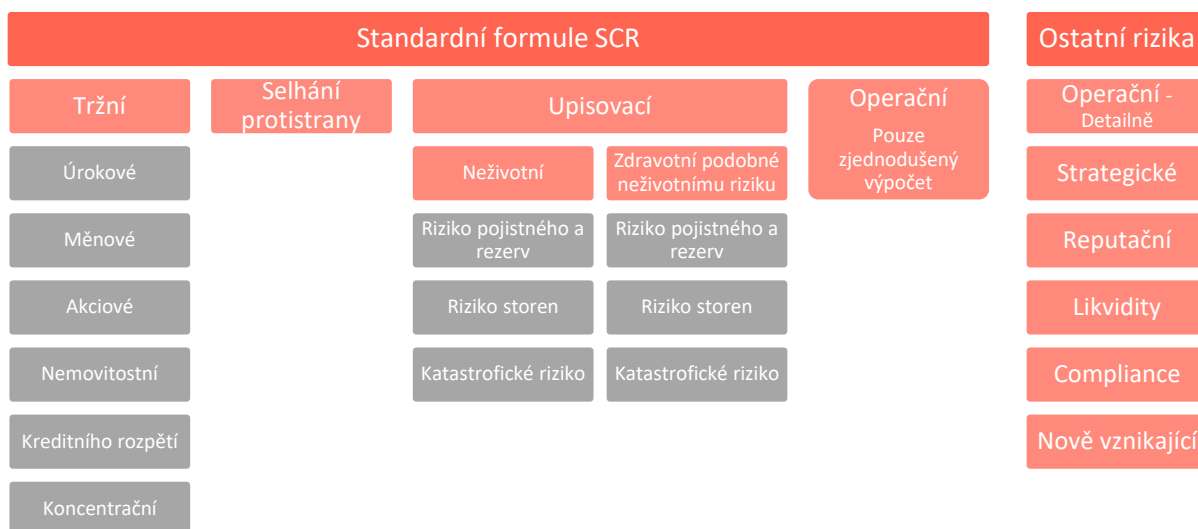 Standardní formule SCR
Ostatní rizika
Tržní
Selhání
protistrany
Upisovací
Operační
Pouze
zjednodušený
výpočet
Operační -
Detailně
Úrokové
Neživotní
Zdravotní podobné
neživotnímu riziku
Strategické
Měnové
Riziko pojistného a
rezerv
Riziko pojistného a
rezerv
Reputační
Akciové
Riziko storen
Riziko storen
Likvidity
Nemovitostní
Katastrofické riziko
Katastrofické riziko
Compliance
Kreditního rozpětí
Nově vznikající
Koncentrační